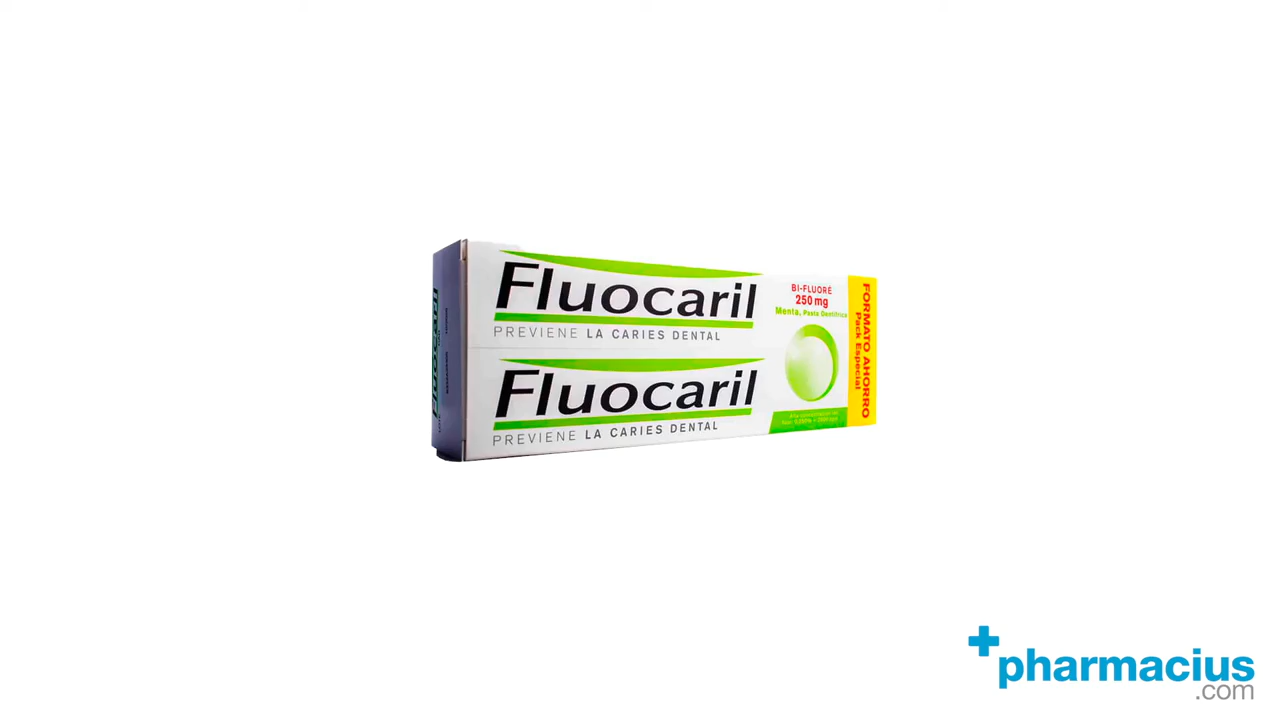 Fluocaril
PREVIENE LA CARIES DENTAL
Fluocaril
PREVIENE LA CARIES DENTAL
BI-FLUORÉ
250 mg
Menta, Pasta Dentífrica
FORMATO AHORRO
Pack Especial
pharmacius
.com